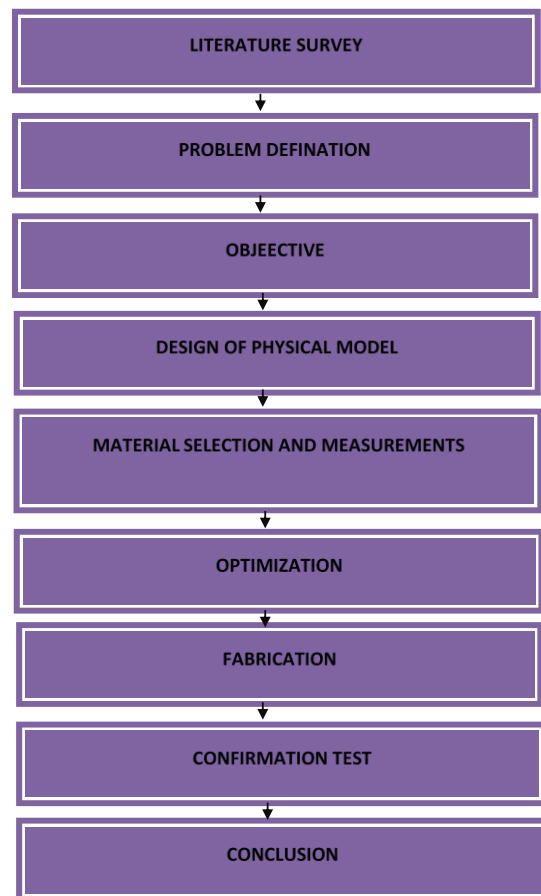 LITERATURE SURVEY
PROBLEM DEFINATION
OBJEECTIVE
DESIGN OF PHYSICAL MODEL
MATERIAL SELECTION AND MEASUREMENTS
OPTIMIZATION
FABRICATION
CONFIRMATION TEST
CONCLUSION